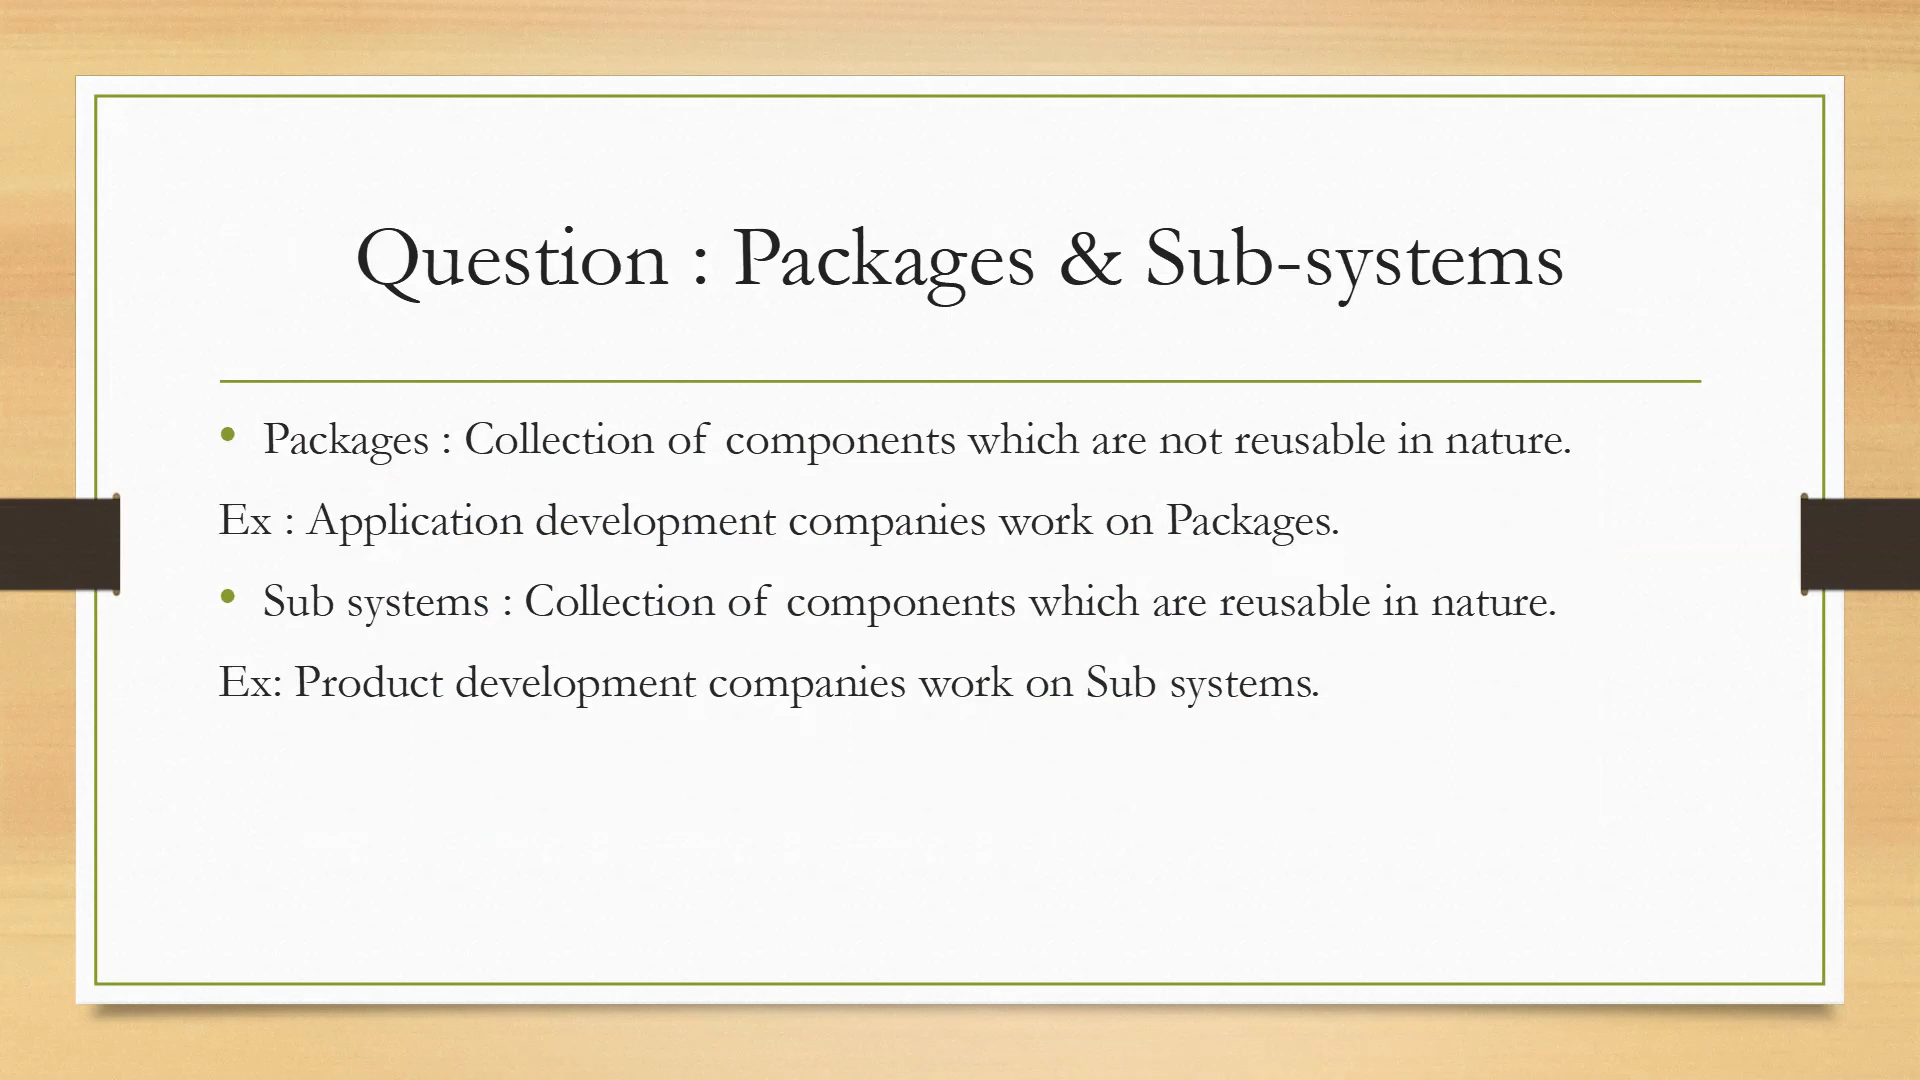 Question : Packages & Sub-systems
• Packages : Collection of components which are not reusable in nature.
Ex : Application development companies work on Packages.
• Sub systems : Collection of components which are reusable in nature.
Ex: Product development companies work on Sub systems.